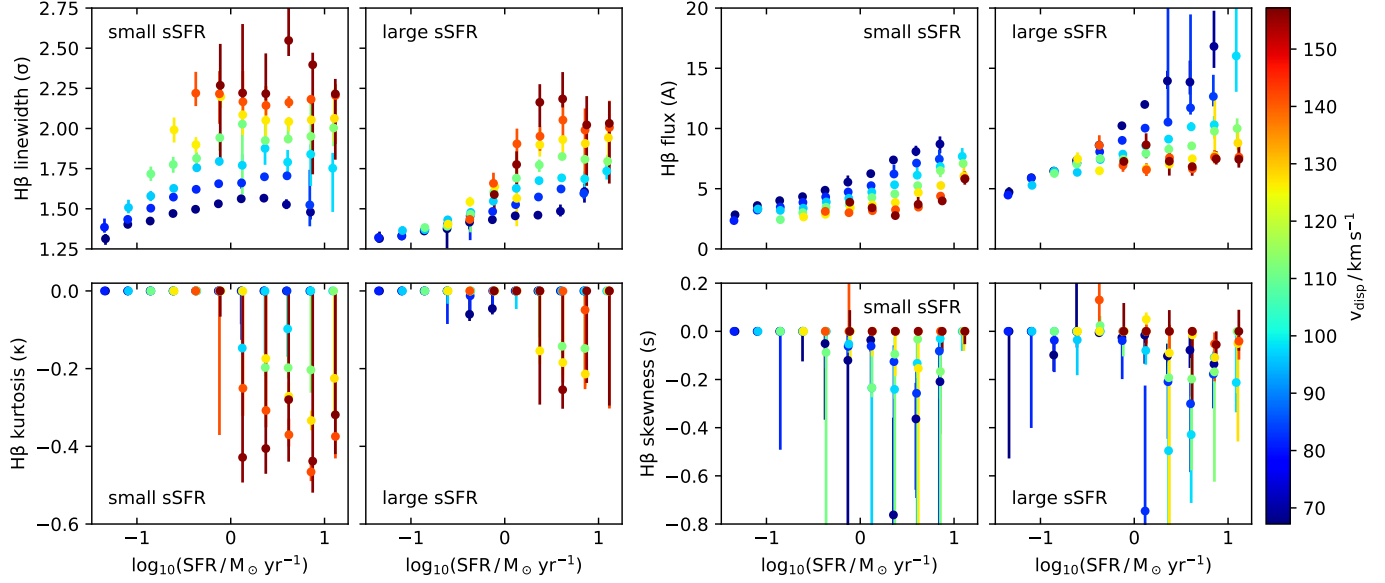 2.75
2.50
2.25
2.00
1.75
1.50
1.25
Hβ linewidth (σ)
small sSFR
large sSFR
20
15
10
5
0
Hβ flux (A)
small sSFR
large sSFR
0.0
−0.2
−0.4
−0.6
Hβ kurtosis (κ)
small sSFR
large sSFR
0.2
0.0
−0.2
−0.4
−0.6
−0.8
Hβ skewness (s)
small sSFR
large sSFR
−1 0 1
−1 0 1
−1 0 1
−1 0 1
log₁₀(SFR / M⊙ yr⁻¹)
log₁₀(SFR / M⊙ yr⁻¹)
log₁₀(SFR / M⊙ yr⁻¹)
log₁₀(SFR / M⊙ yr⁻¹)
150
140
130
120
110
100
90
80
70
v_disp / km s⁻¹